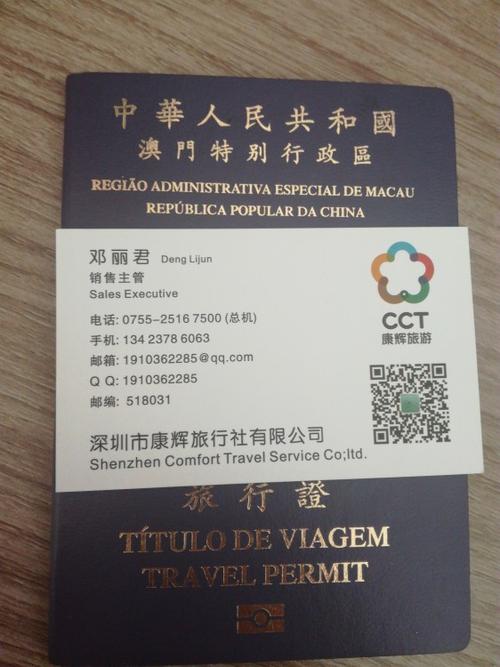 中華人民共和國
澳門特別行政區
REGIÃO ADMINISTRATIVA ESPECIAL DE MACAU
REPÚBLICA POPULAR DA CHINA
邓丽君 Deng Lijun
销售主管
Sales Executive
电话: 0755-2516 7500 (总机)
手机: 134 2378 6063
邮箱: 1910362285@qq.com
Q Q: 1910362285
邮编: 518031
CCT
康辉旅游
深圳市康辉旅行社有限公司
Shenzhen Comfort Travel Service Co;ltd.
旅行證
TÍTULO DE VIAGEM
TRAVEL PERMIT